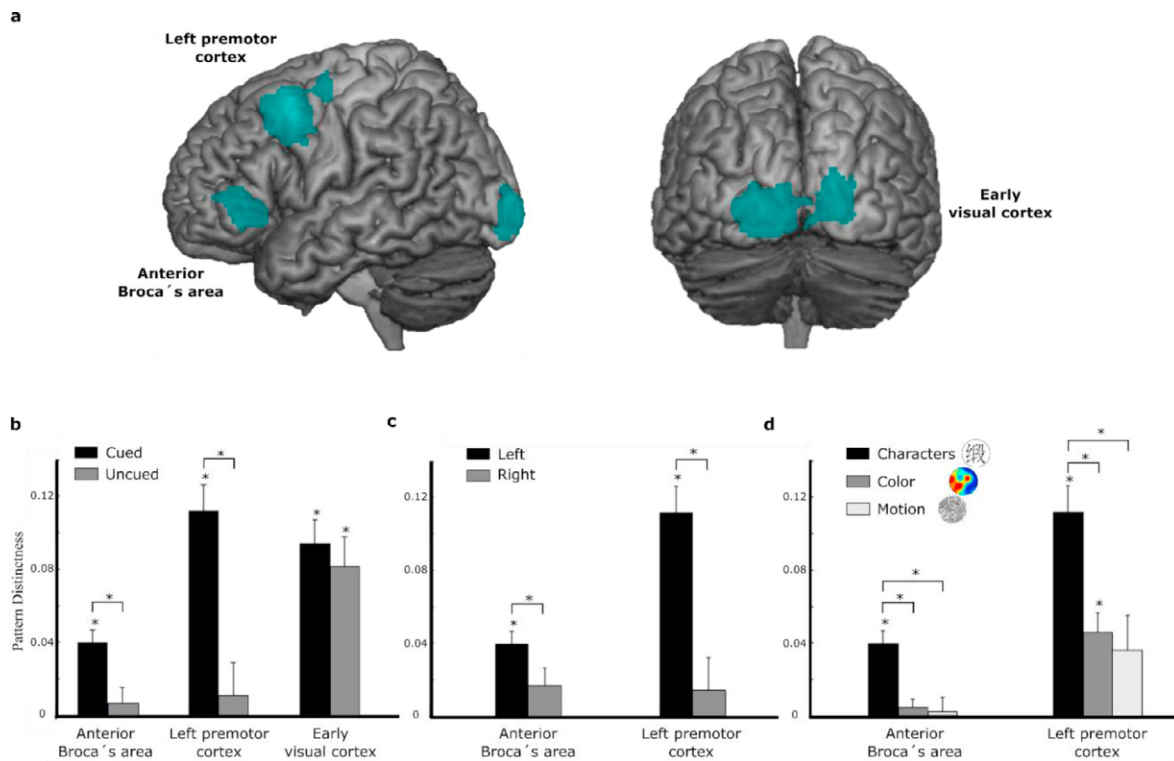 a
Left premotor
cortex
Early
visual cortex
Anterior
Broca´s area
b
Cued
Uncued
*
*
*
*
*
*
0.12
0.08
0.04
0
Pattern Distinctness
Anterior
Broca´s area
Left premotor
cortex
Early
visual cortex
c
Left
Right
*
*
*
*
0.12
0.08
0.04
0
Anterior
Broca´s area
Left premotor
cortex
d
Characters
緞
Color
Motion
*
*
*
*
*
*
*
0.12
0.08
0.04
0
Anterior
Broca´s area
Left premotor
cortex